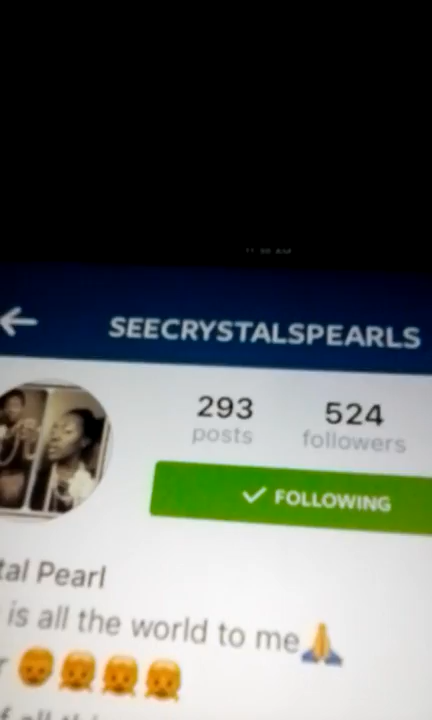 SEECRYSTALSPEARLS
293 524
posts followers
FOLLOWING
tal Pearl
is all the world to me